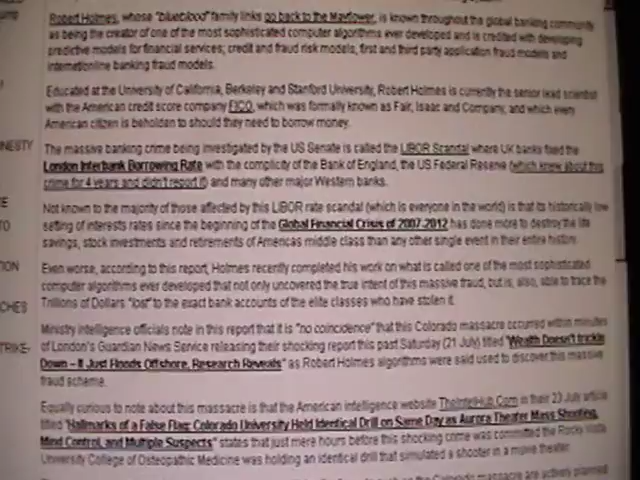 Robert Holmes, whose "blueblood" family links go back to the Mayflower, is known throughout the global banking community
as being the creator of one of the most sophisticated computer algorithms ever developed and is credited with developing
predictive models for financial services; credit and fraud risk models, first and third party application fraud models and
internet/online banking fraud models.
Educated at the University of California, Berkeley and Stanford University, Robert Holmes is currently the senior lead scientist
with the American credit score company FICO, which was formally known as Fair, Isaac and Company, and which every
American citizen is beholden to should they need to borrow money.
NESTY
The massive banking crime being investigated by the US Senate is called the LIBOR Scandal where UK banks fixed the
London Interbank Borrowing Rate with the complicity of the Bank of England, the US Federal Reserve (which knew about this
crime for 4 years and didn't report it) and many other major Western banks.
E
Not known to the majority of those affected by this LIBOR rate scandal (which is everyone in the world) is that its historically low
TO
setting of interests rates since the beginning of the Global Financial Crisis of 2007-2012 has done more to destroy the life
savings, stock investments and retirements of Americas middle class than any other single event in their entire history.
ION
Even worse, according to this report, Holmes recently completed his work on what is called one of the most sophisticated
computer algorithms ever developed that not only uncovered the true intent of this massive fraud, but is, also, able to trace the
CHES
Trillions of Dollars "lost" to the exact bank accounts of the elite classes who have stolen it.
Ministry intelligence officials note in this report that it is "no coincidence" that this Colorado massacre occurred within minutes
TRIKE-
of London's Guardian News Service releasing their shocking report this past Saturday (21 July) titled "Wealth Doesn't trickle
Down – It Just Floods Offshore, Research Reveals" as Robert Holmes algorithms were said used to discover this massive
fraud scheme.
Equally curious to note about this massacre is that the American intelligence website TheIntelHub.Com in their 23 July article
titled "Hallmarks of a False Flag: Colorado University Held Identical Drill on Same Day as Aurora Theater Mass Shooting,
Mind Control, and Multiple Suspects" states that just mere hours before this shocking crime was committed the Rocky Vista
University College of Osteopathic Medicine was holding an identical drill that simulated a shooter in a movie theater.